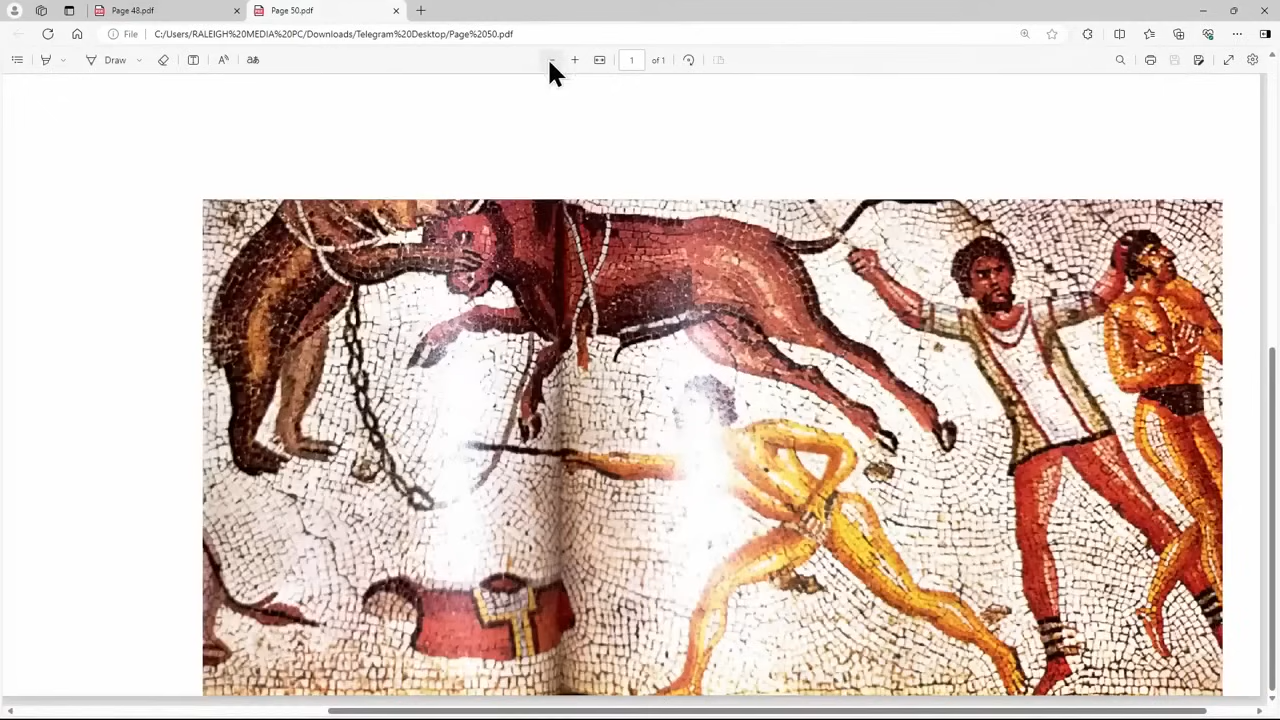 Page 48.pdf
Page 50.pdf
File
C:/Users/RALEIGH%20MEDIA%20PC/Downloads/Telegram%20Desktop/Page%2050.pdf
Draw
1 of 1